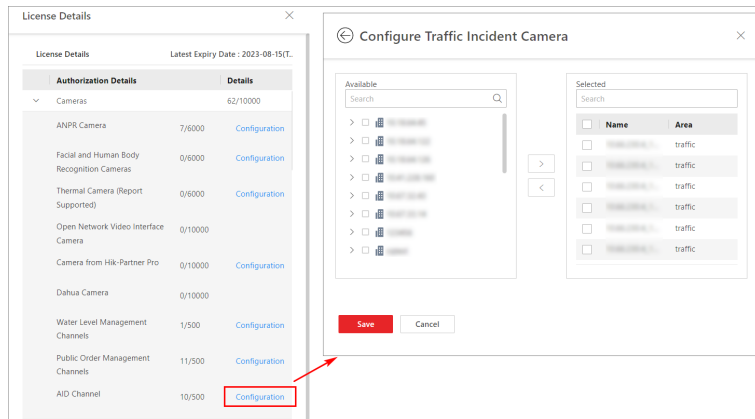 License Details
License Details
Latest Expiry Date : 2023-08-15(T..
Authorization Details
Details
Cameras
62/10000
ANPR Camera
7/6000
Configuration
Facial and Human Body
Recognition Cameras
0/6000
Configuration
Thermal Camera (Report
Supported)
0/6000
Configuration
Open Network Video Interface
Camera
0/10000
Camera from Hik-Partner Pro
0/10000
Configuration
Dahua Camera
0/10000
Water Level Management
Channels
1/500
Configuration
Public Order Management
Channels
11/500
Configuration
AID Channel
10/500
Configuration
Configure Traffic Incident Camera
Available
Search
Selected
Search
Name
Area
traffic
traffic
traffic
traffic
traffic
traffic
Save
Cancel